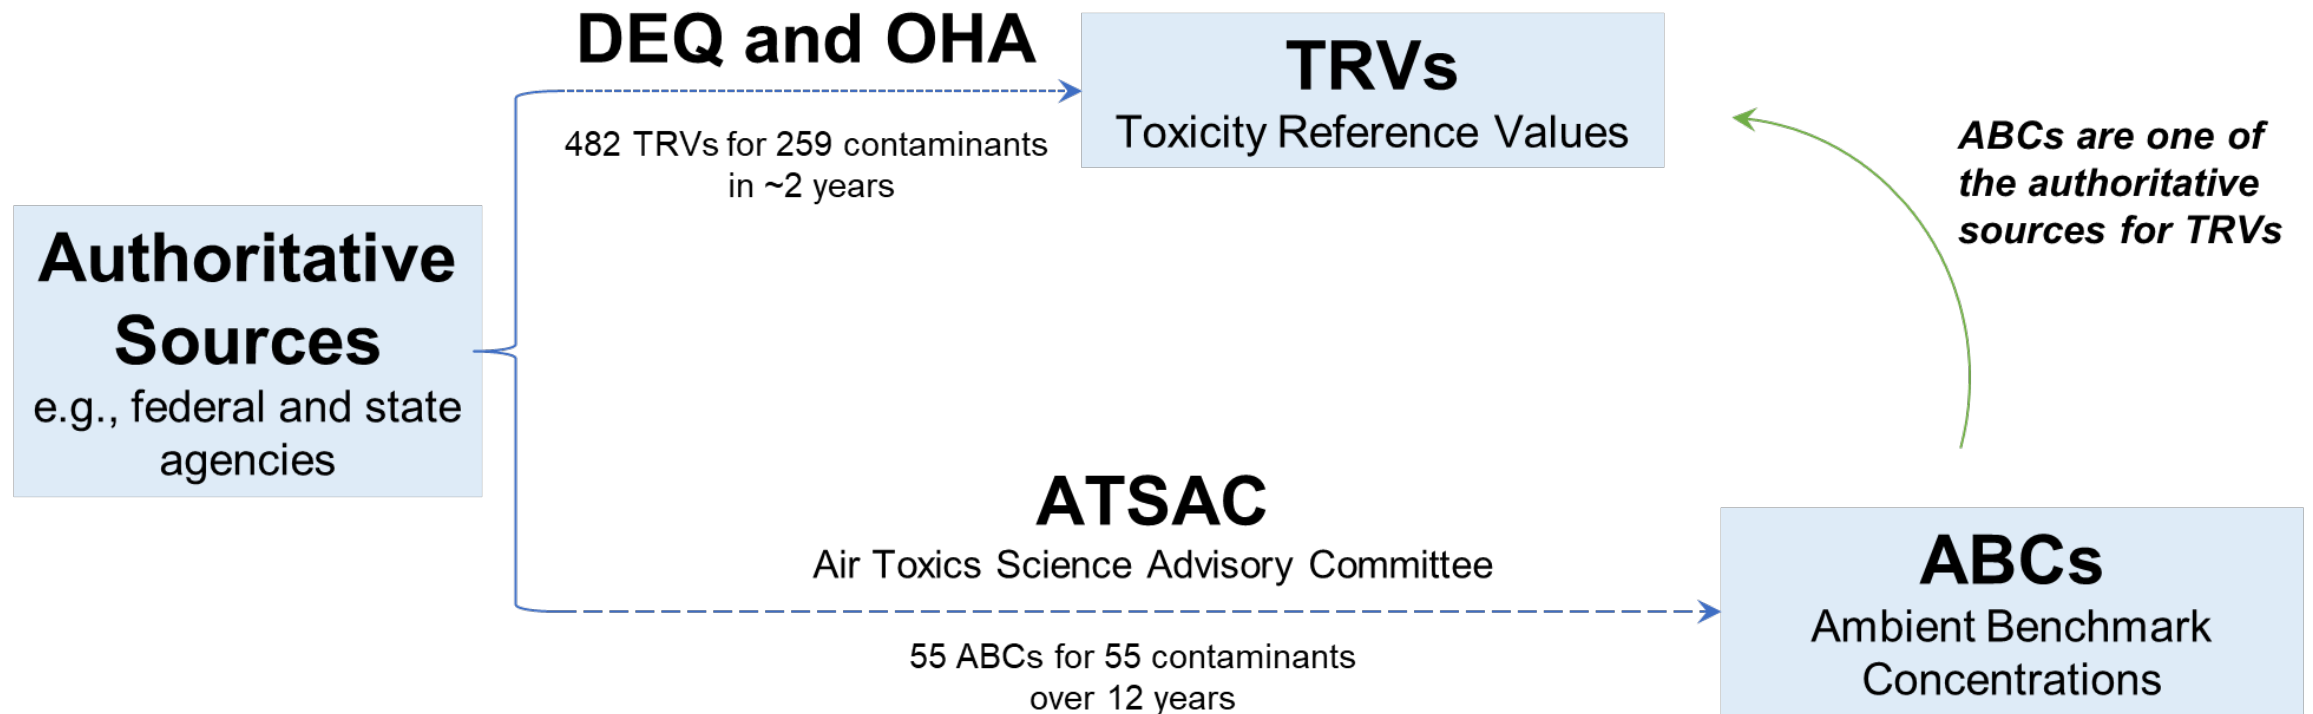 DEQ and OHA
482 TRVs for 259 contaminants
in ~2 years
TRVs
Toxicity Reference Values
ABCs are one of
the authoritative
sources for TRVs
Authoritative
Sources
e.g., federal and state
agencies
ATSAC
Air Toxics Science Advisory Committee
55 ABCs for 55 contaminants
over 12 years
ABCs
Ambient Benchmark
Concentrations